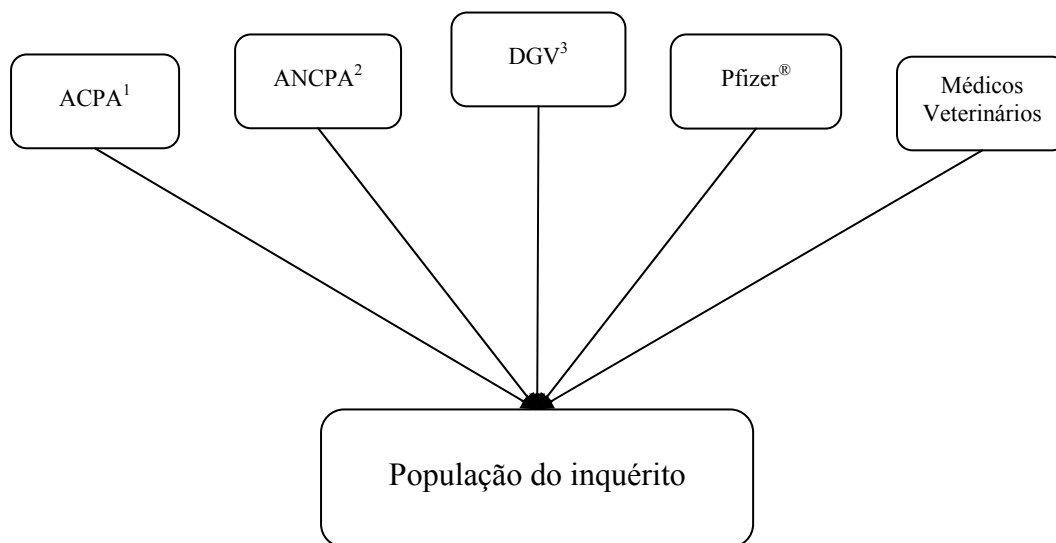 ACPA¹
ANCPA²
DGV³
Pfizer®
Médicos
Veterinários
População do inquérito